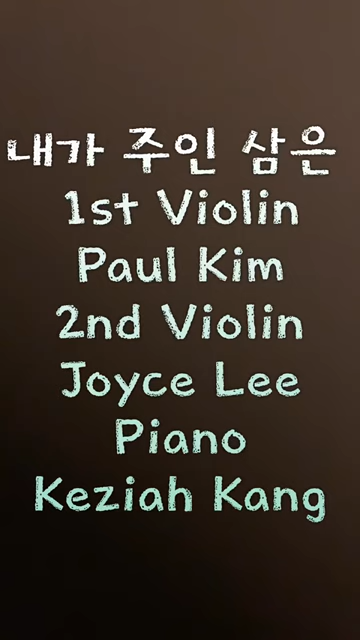 내가 주인 삼은
1st Violin
Paul Kim
2nd Violin
Joyce Lee
Piano
Keziah Kang